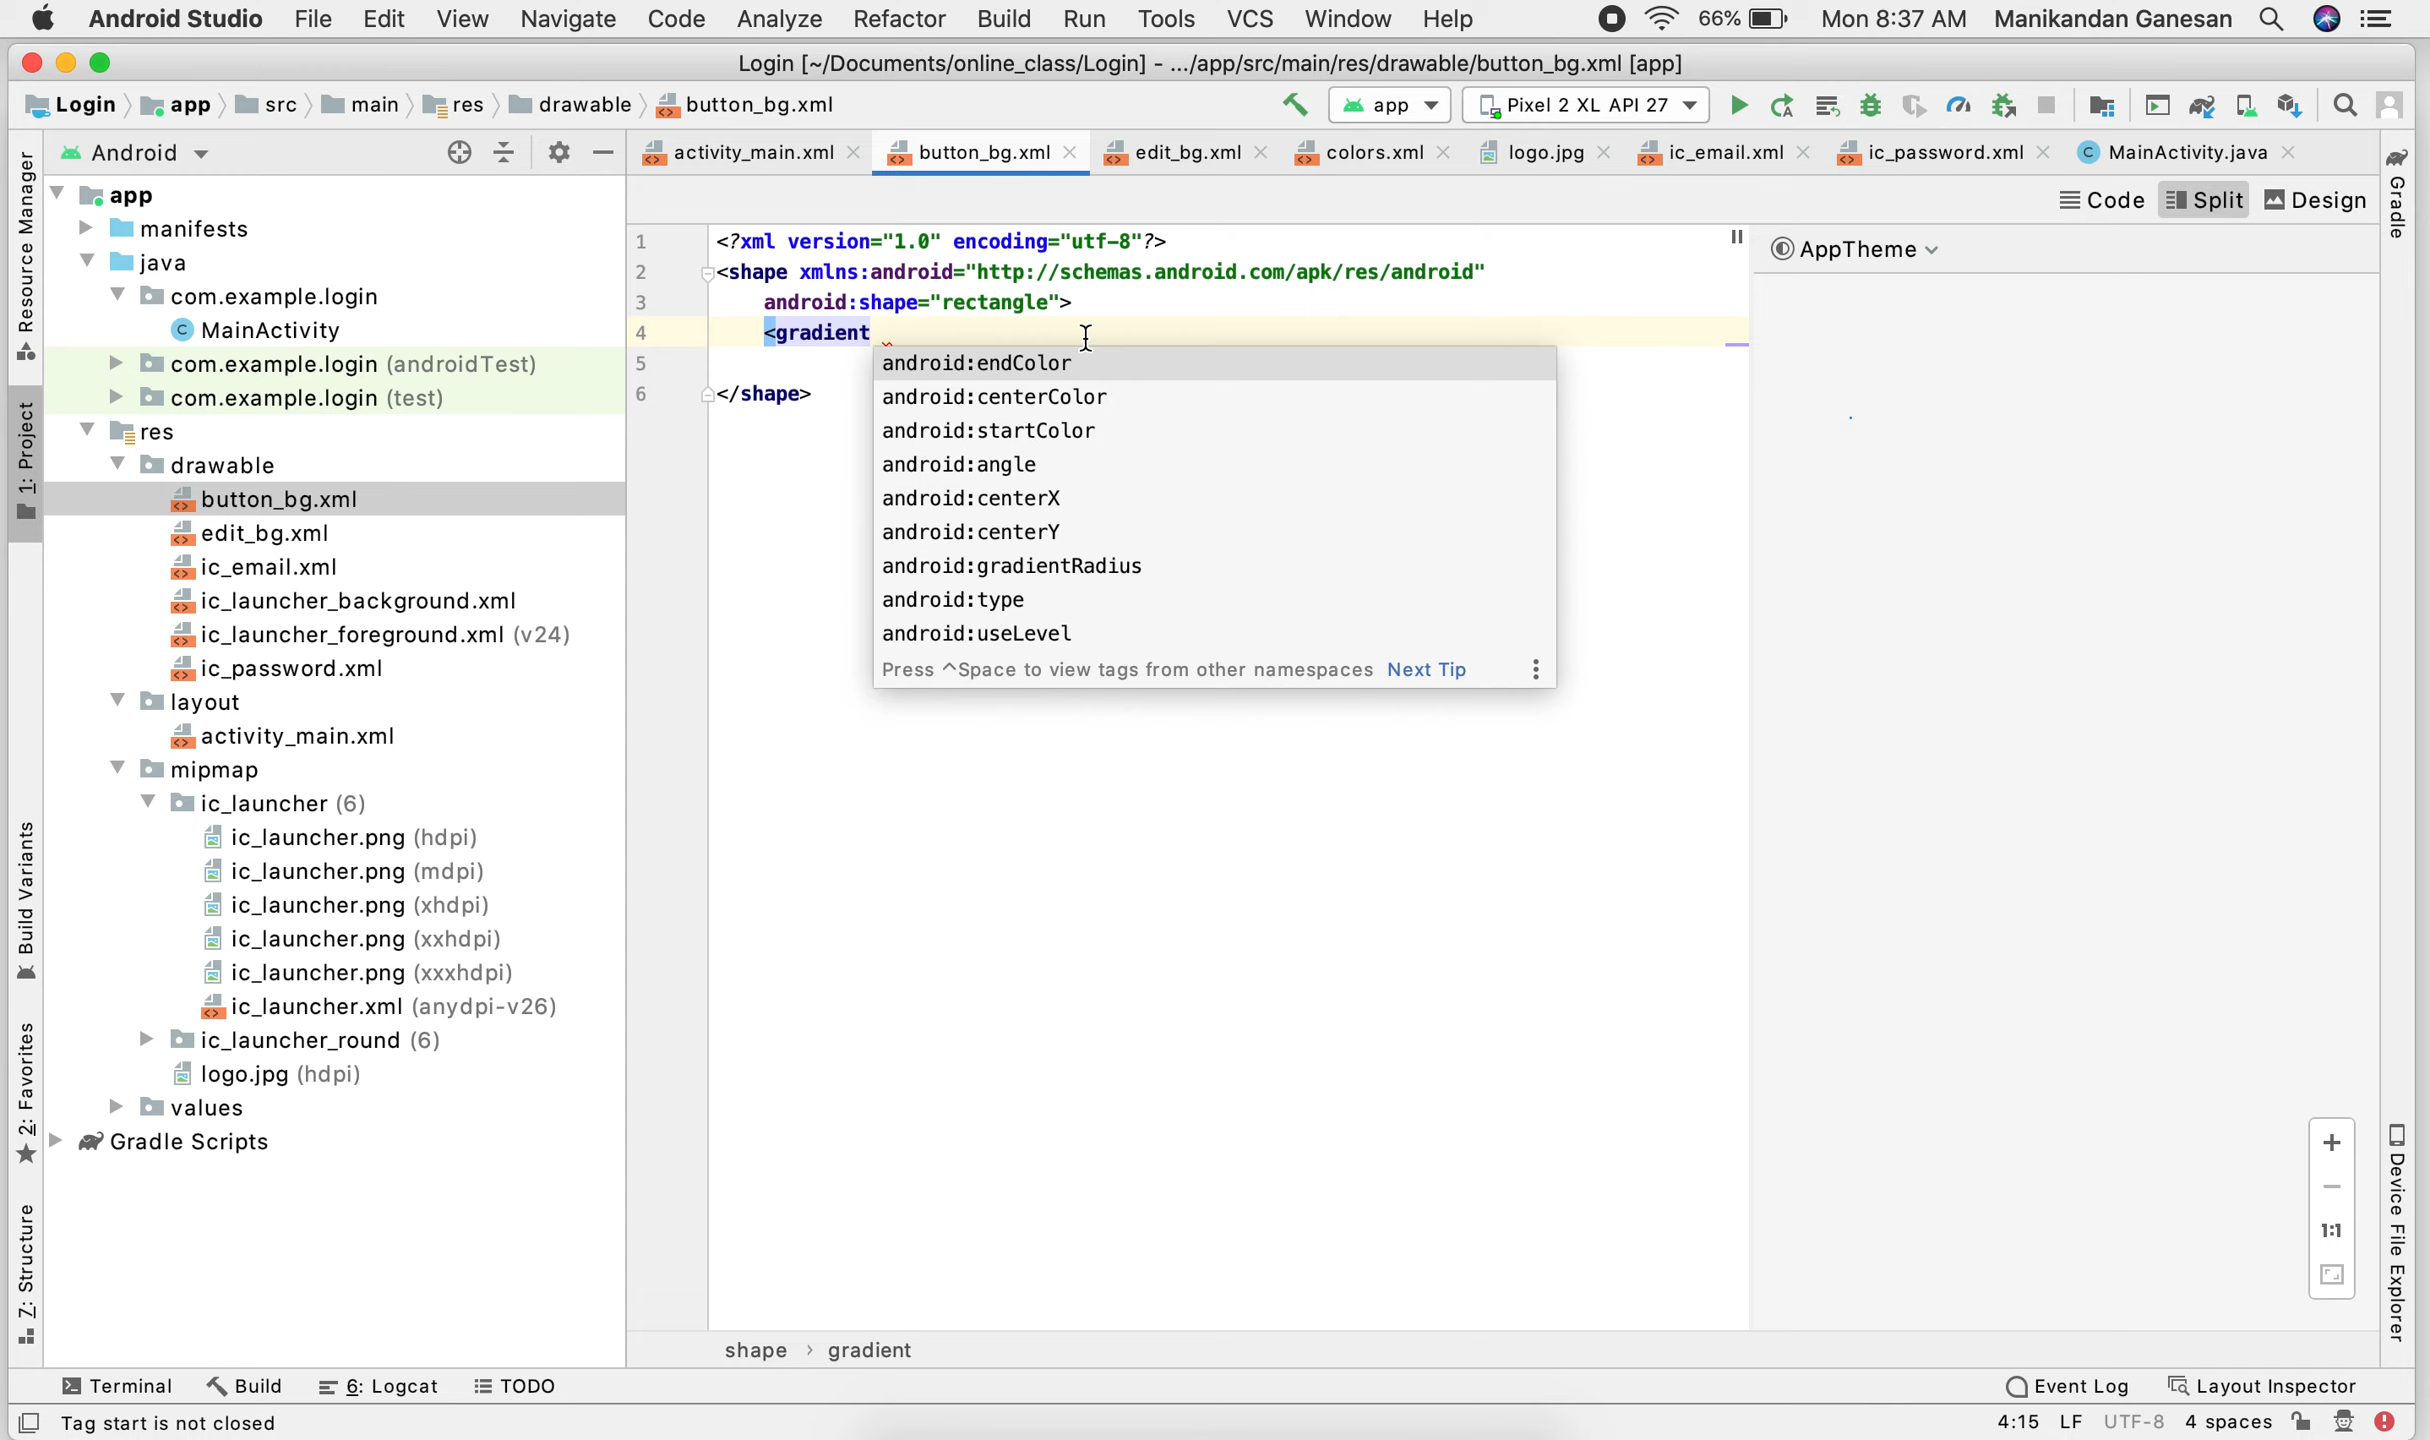 Android Studio File Edit View Navigate Code Analyze Refactor Build Run Tools VCS Window Help 66% Mon 8:37 AM Manikandan Ganesan
Login [~/Documents/online_class/Login] - .../app/src/main/res/drawable/button_bg.xml [app]
Login app src main res drawable button_bg.xml app Pixel 2 XL API 27
Android
activity_main.xml button_bg.xml edit_bg.xml colors.xml logo.jpg ic_email.xml ic_password.xml MainActivity.java
Code Split Design
AppTheme
Resource Manager
1: Project
Build Variants
2: Favorites
Z: Structure
app
manifests
java
com.example.login
MainActivity
com.example.login (androidTest)
com.example.login (test)
res
drawable
button_bg.xml
edit_bg.xml
ic_email.xml
ic_launcher_background.xml
ic_launcher_foreground.xml (v24)
ic_password.xml
layout
activity_main.xml
mipmap
ic_launcher (6)
ic_launcher.png (hdpi)
ic_launcher.png (mdpi)
ic_launcher.png (xhdpi)
ic_launcher.png (xxhdpi)
ic_launcher.png (xxxhdpi)
ic_launcher.xml (anydpi-v26)
ic_launcher_round (6)
logo.jpg (hdpi)
values
Gradle Scripts
1 <?xml version="1.0" encoding="utf-8"?>
2 <shape xmlns:android="http://schemas.android.com/apk/res/android"
3 android:shape="rectangle">
4 <gradient
5
6 </shape>
android:endColor
android:centerColor
android:startColor
android:angle
android:centerX
android:centerY
android:gradientRadius
android:type
android:useLevel
Press ^Space to view tags from other namespaces Next Tip
Gradle
Device File Explorer
1:1
shape › gradient
Terminal Build 6: Logcat TODO Event Log Layout Inspector
Tag start is not closed 4:15 LF UTF-8 4 spaces